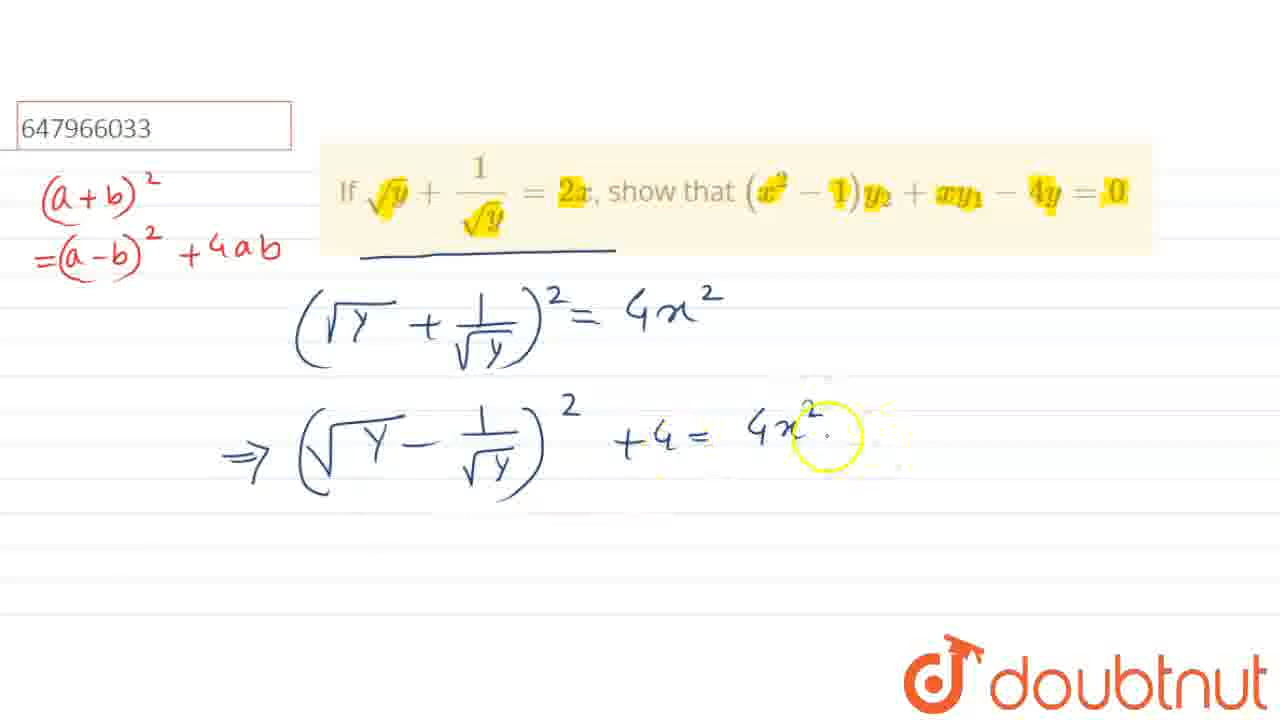 647966033
(a+b)²
=(a-b)² +4ab
If √y + 1/√y = 2x, show that (x² − 1)y₂ + xy₁ − 4y = 0
(√y + 1/√y)² = 4x²
⇒ (√y − 1/√y)² + 4 = 4x².
doubtnut